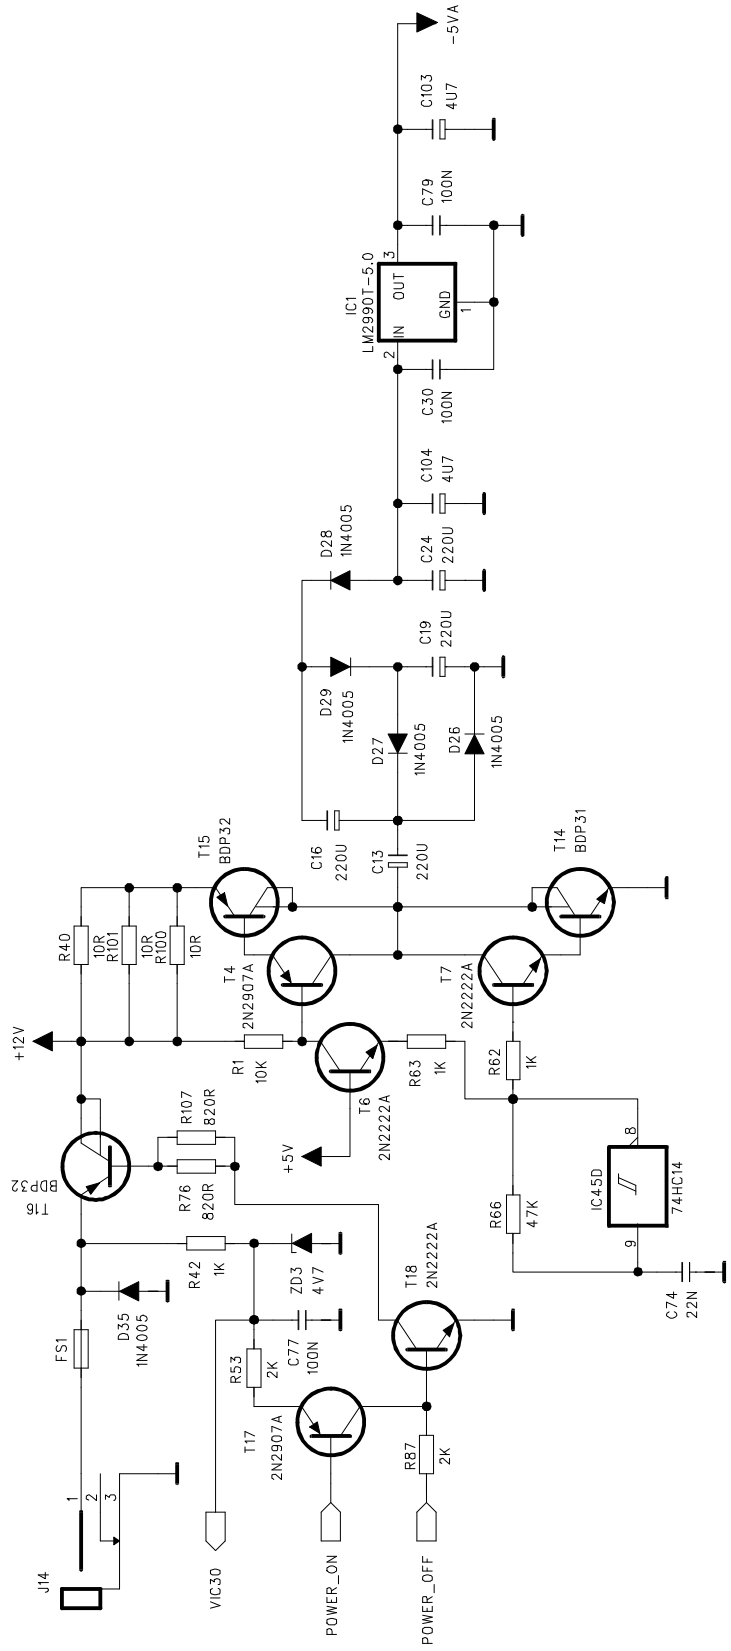 -5VA
C103
4U7
C79
100N
IC1
LM2990T-5.0
3
OUT
GND
1
IN
2
C30
100N
C104
4U7
D28
1N4005
C24
220U
C19
220U
D29
1N4005
D27
1N4005
D26
1N4005
C16
220U
C13
220U
T15
BDP32
T14
BDP31
R40
10R
R101
10R
R100
10R
T4
2N2907A
T7
2N2222A
+12V
R1
10K
R63
1K
R62
1K
T6
2N2222A
+5V
R107
820R
R76
820R
T16
BDP32
R66
47K
8
IC45D
74HC14
9
C74
22N
R42
1K
ZD3
4V7
T18
2N2222A
D35
1N4005
FS1
R53
2K
C77
100N
T17
2N2907A
R87
2K
1
2
3
J14
VIC30
POWER_ON
POWER_OFF